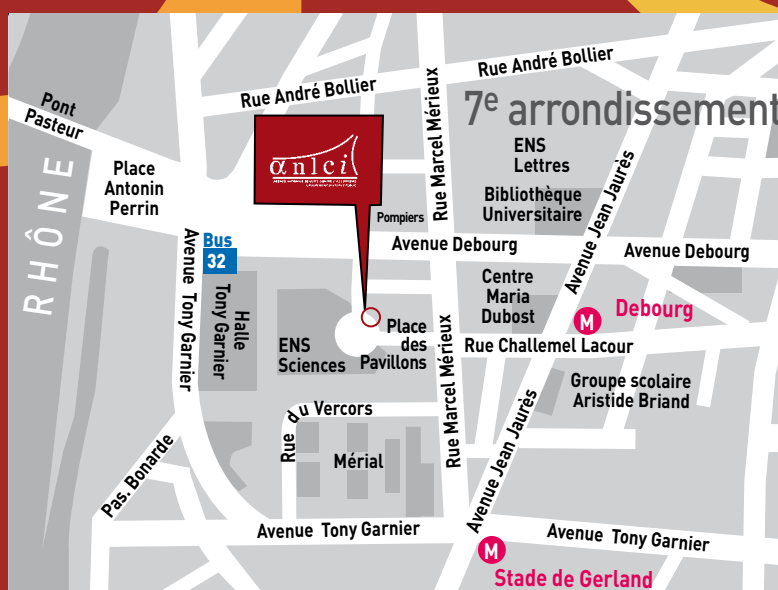 Rue André Bollier
Rue André Bollier
7e arrondissement
Pont
Pasteur
Rue Marcel Mérieux
ENS
Lettres
αnlci
Place
Antonin
Perrin
Bibliothèque
Universitaire
Avenue Jean Jaurès
RHÔNE
Pompiers
Bus
32
Avenue Debourg
Avenue Debourg
Avenue Tony Garnier
Halle
Tony Garnier
Centre
Maria
Dubost
M
Debourg
Place
des
Pavillons
ENS
Sciences
Rue Challemel Lacour
Rue Marcel Mérieux
Groupe scolaire
Aristide Briand
Rue du Vercors
Avenue Jean Jaurès
Pas. Bonarde
Mérial
Avenue Tony Garnier
Avenue Tony Garnier
M
Stade de Gerland